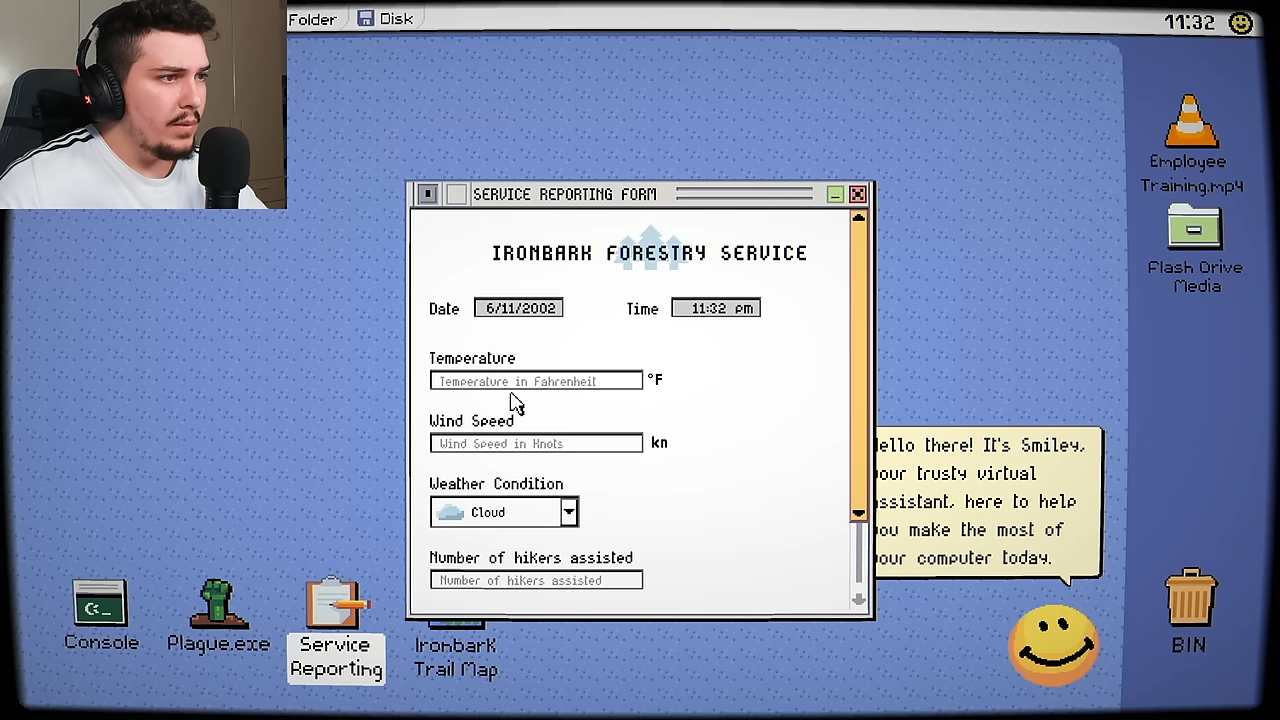 Folder
Disk
11:32
Employee
Training.mp4
Flash Drive
Media
SERVICE REPORTING FORM
IRONBARK FORESTRY SERVICE
Date 6/11/2002 Time 11:32 pm
Temperature
Temperature in Fahrenheit °F
Wind Speed
Wind Speed in Knots kn
Weather Condition
Cloud
Number of hikers assisted
Number of hikers assisted
ello there! It's Smiley,
our trusty virtual
ssistant, here to help
ou make the most of
our computer today.
Console
Plague.exe
Service
Reporting
Ironbark
Trail Map
BIN